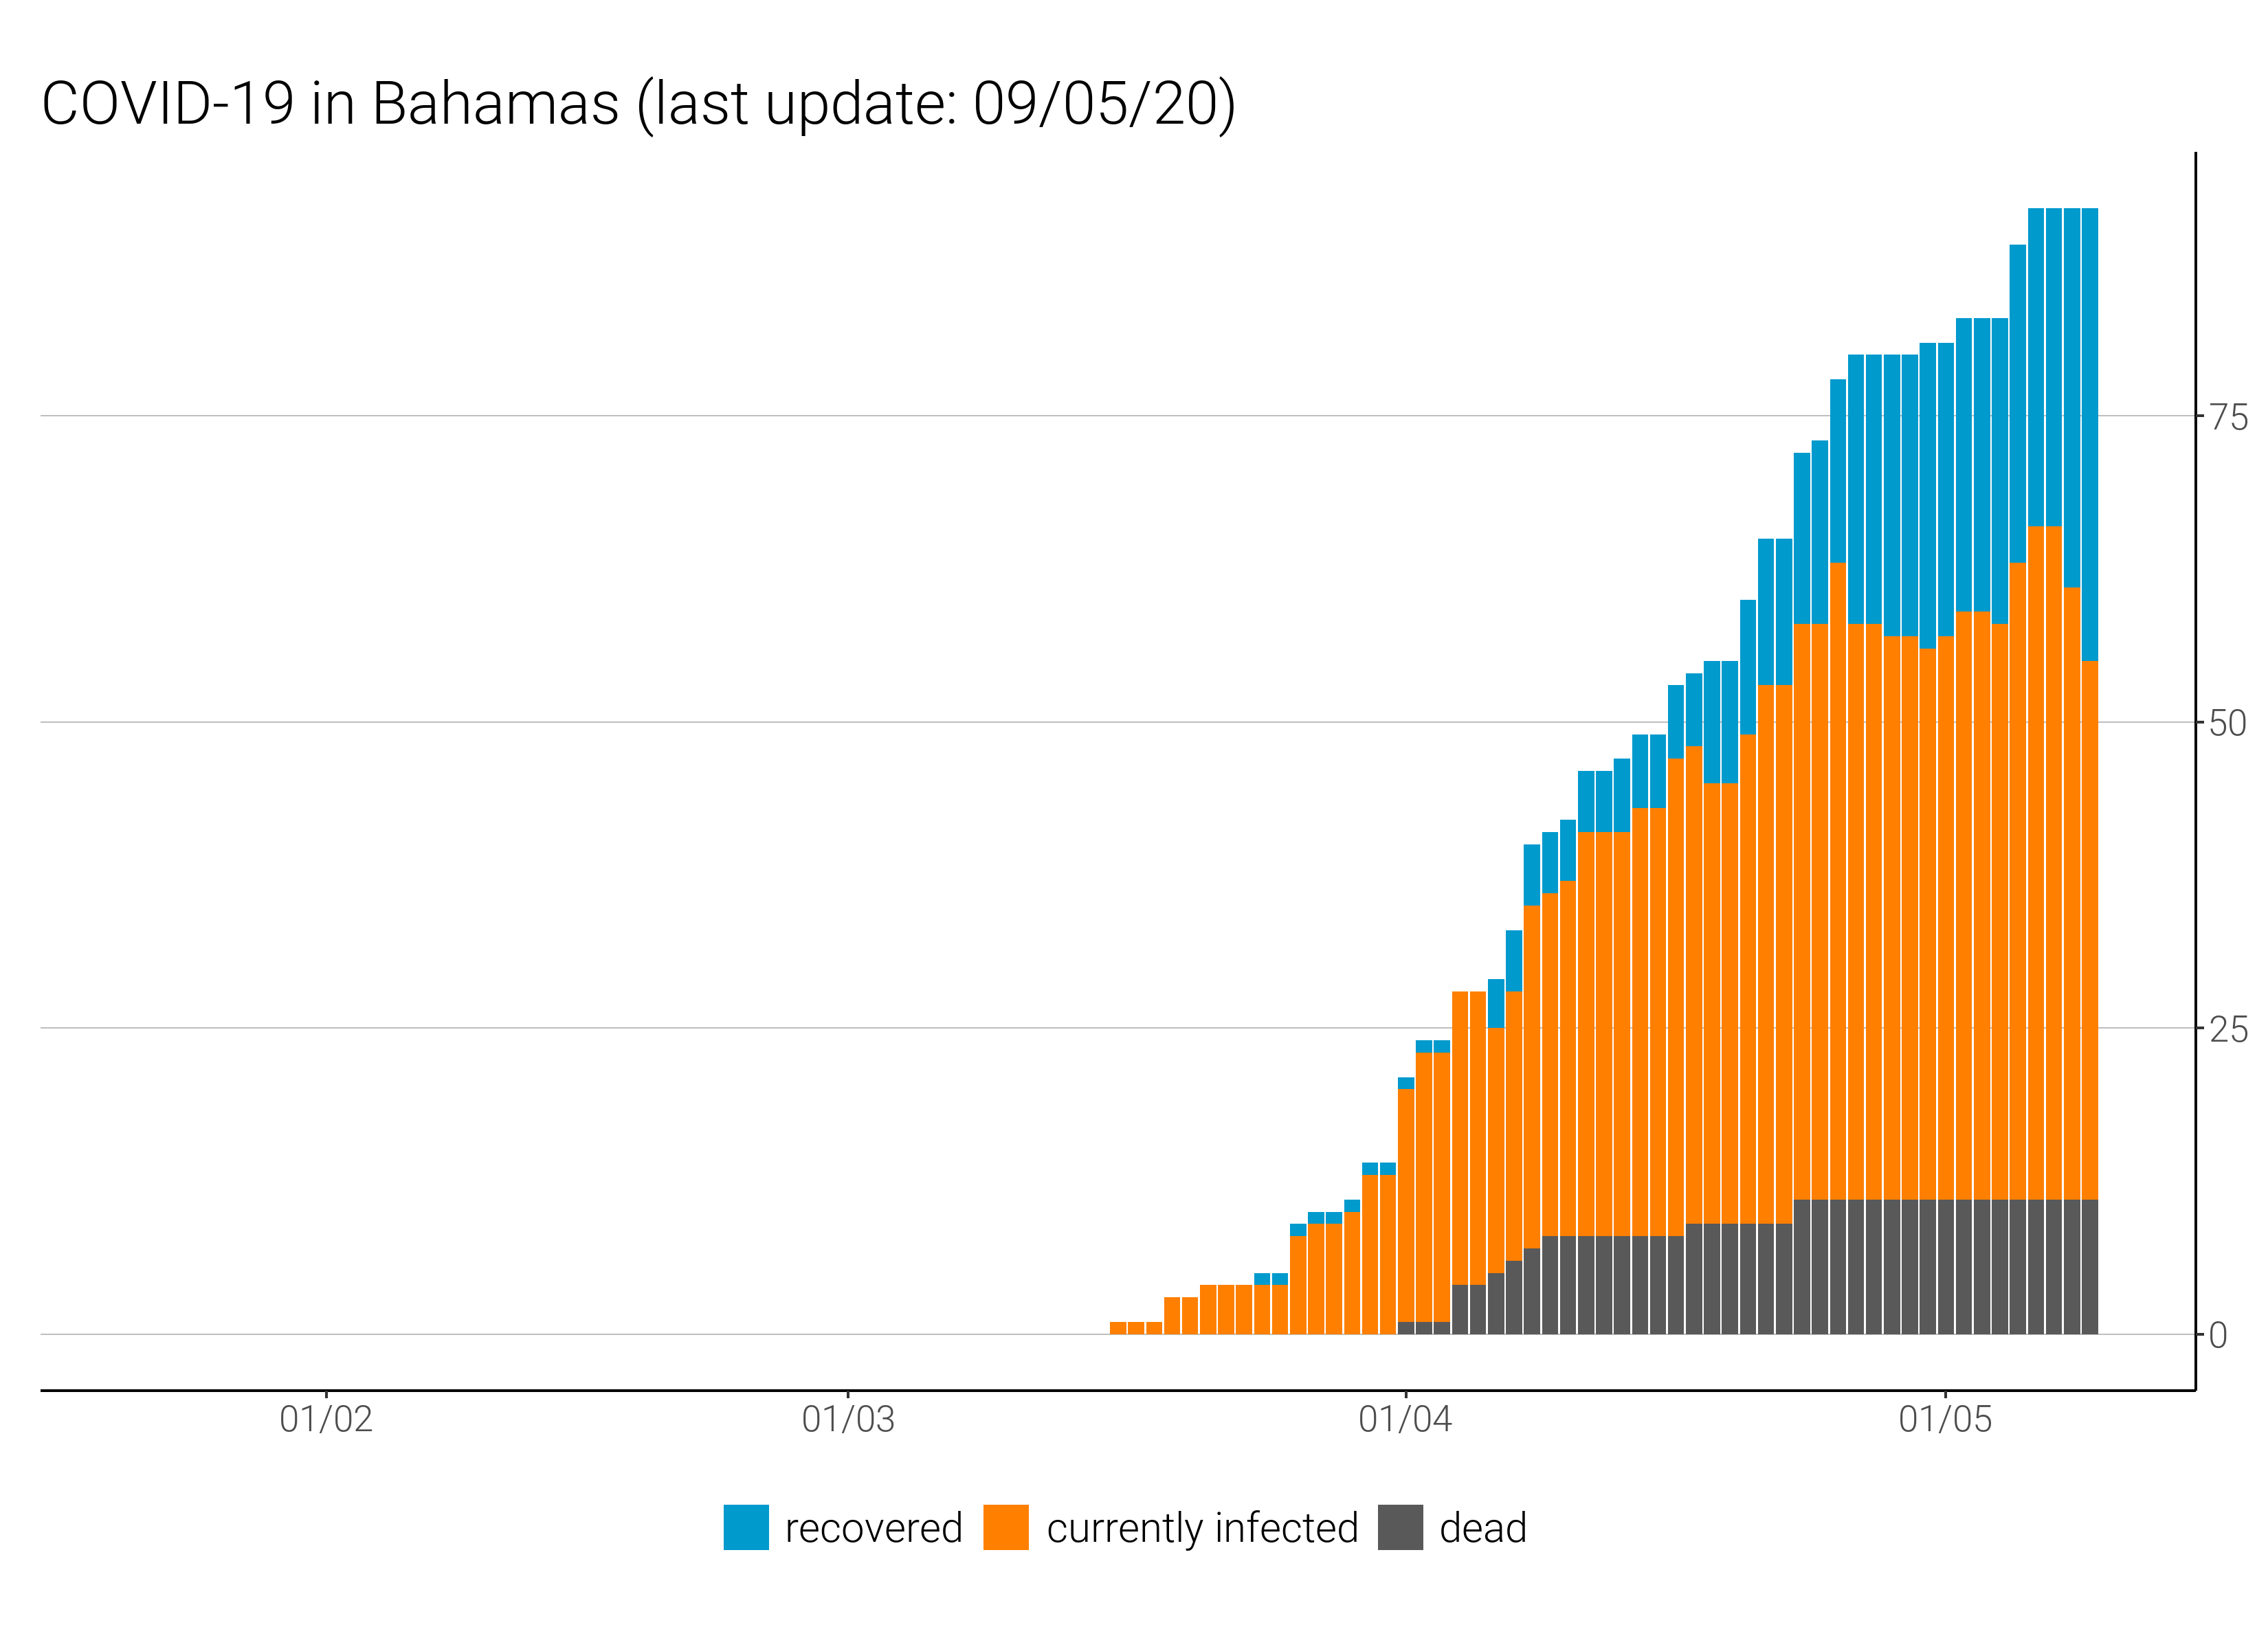 COVID-19 in Bahamas (last update: 09/05/20)
75
50
25
0
01/02 01/03 01/04 01/05
recovered currently infected dead